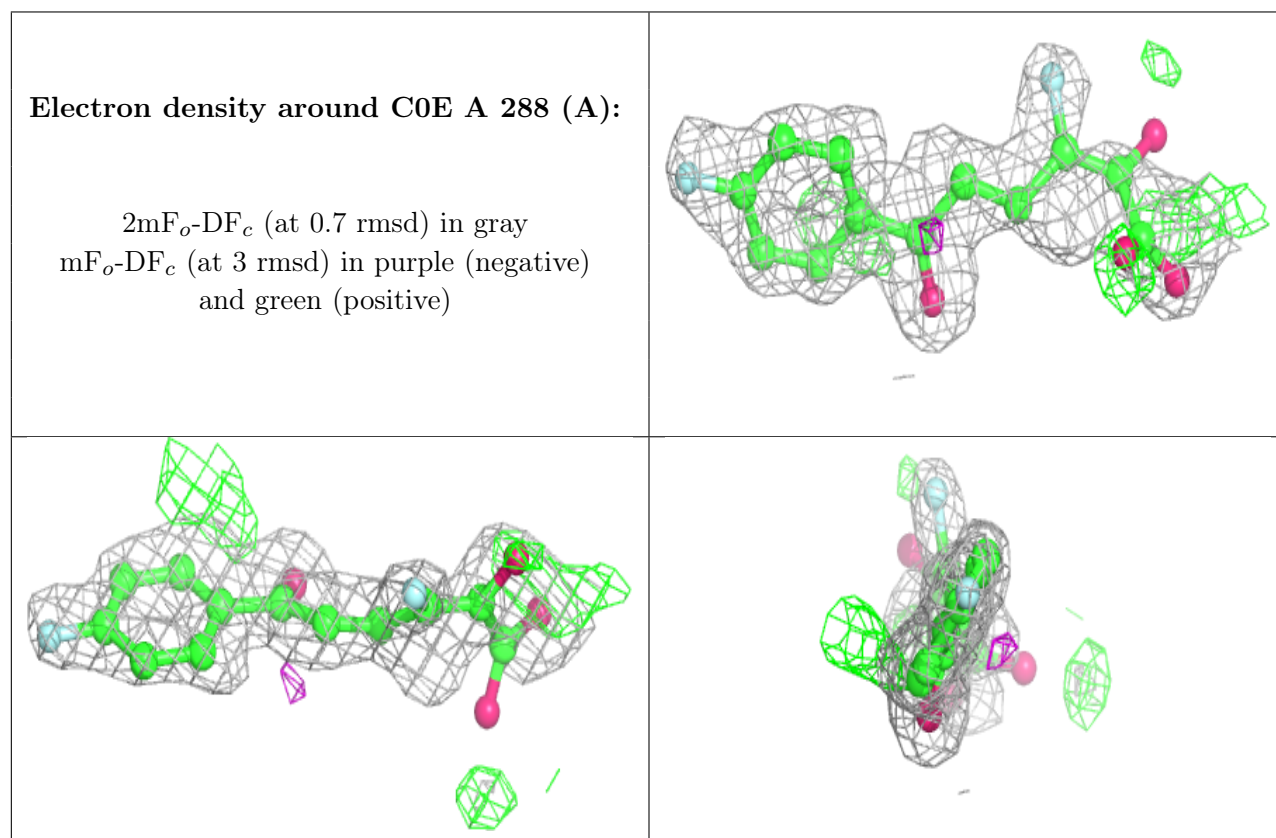 Electron density around C0E A 288 (A):
2mFo-DFc (at 0.7 rmsd) in gray
mFo-DFc (at 3 rmsd) in purple (negative)
and green (positive)